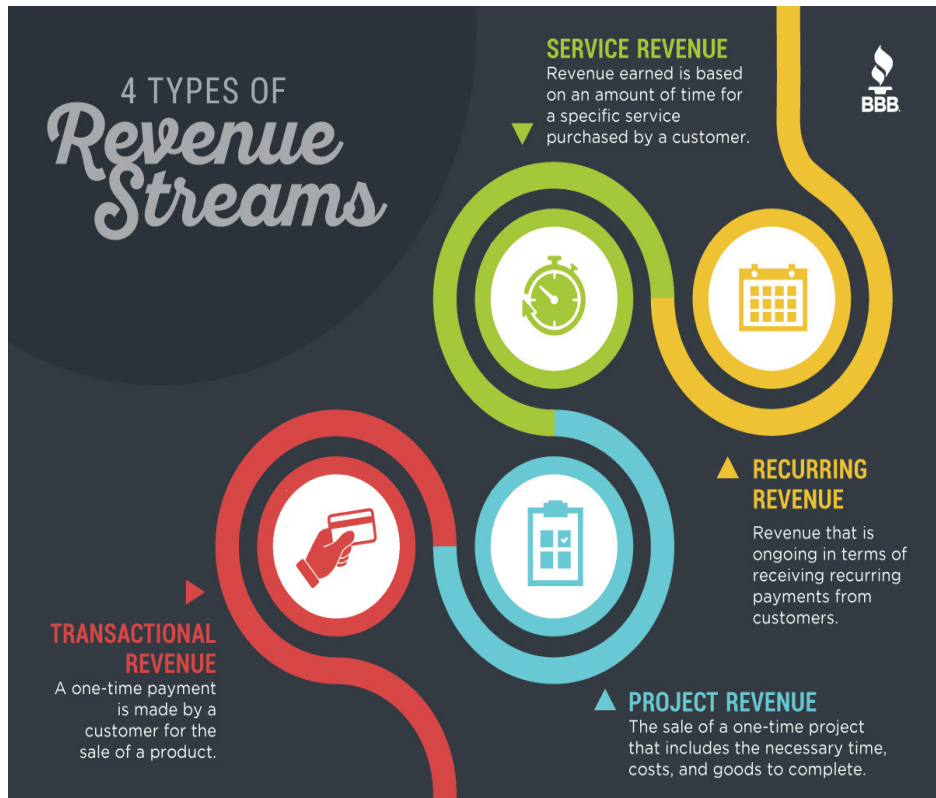 4 TYPES OF
Revenue
Streams
SERVICE REVENUE
Revenue earned is based
on an amount of time for
a specific service
purchased by a customer.
BBB.
RECURRING
REVENUE
Revenue that is
ongoing in terms of
receiving recurring
payments from
customers.
TRANSACTIONAL
REVENUE
A one-time payment
is made by a
customer for the
sale of a product.
PROJECT REVENUE
The sale of a one-time project
that includes the necessary time,
costs, and goods to complete.